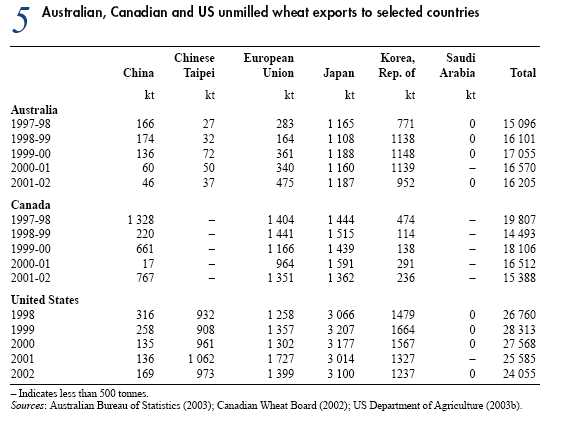 5 Australian, Canadian and US unmilled wheat exports to selected countries
Chinese European Korea, Saudi
China Taipei Union Japan Rep. of Arabia Total
kt kt kt kt kt kt
Australia
1997-98 166 27 283 1 165 771 0 15 096
1998-99 174 32 164 1 108 1138 0 16 101
1999-00 136 72 361 1 188 1148 0 17 055
2000-01 60 50 340 1 160 1139 – 16 570
2001-02 46 37 475 1 187 952 0 16 205
Canada
1997-98 1 328 – 1 404 1 444 474 – 19 807
1998-99 220 – 1 441 1 515 114 – 14 493
1999-00 661 – 1 166 1 439 138 – 18 106
2000-01 17 – 964 1 591 291 – 16 512
2001-02 767 – 1 351 1 362 236 – 15 388
United States
1998 316 932 1 258 3 066 1479 0 26 760
1999 258 908 1 357 3 207 1664 0 28 313
2000 135 961 1 302 3 177 1567 0 27 568
2001 136 1 062 1 727 3 014 1327 – 25 585
2002 169 973 1 399 3 100 1237 0 24 055
– Indicates less than 500 tonnes.
Sources: Australian Bureau of Statistics (2003); Canadian Wheat Board (2002); US Department of Agriculture (2003b).